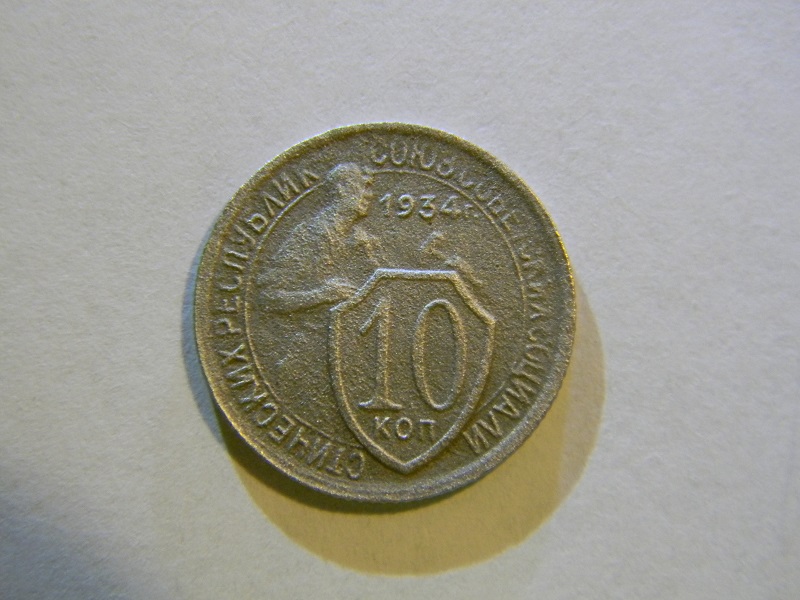 СОЮЗ СОВЕТСКИХ СОЦИАЛИСТИЧЕСКИХ РЕСПУБЛИК
1934г.
10
КОП